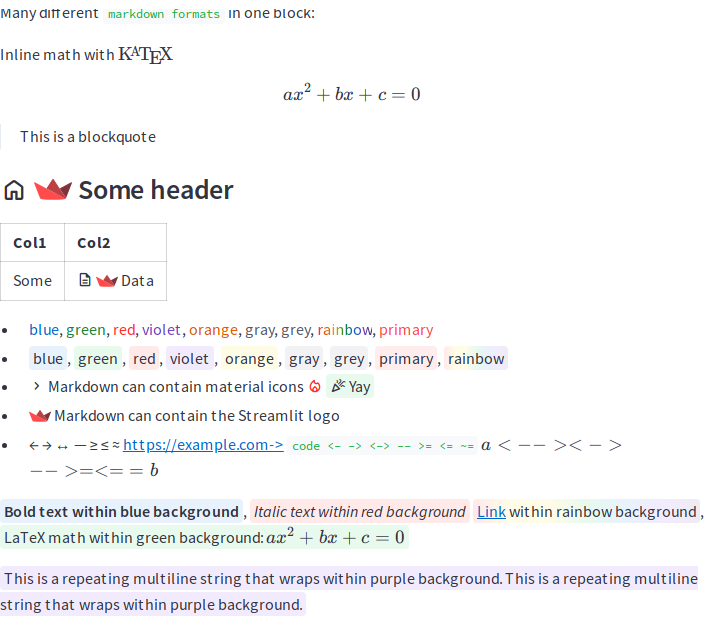 Many different markdown formats in one block:
Inline math with KATEX
ax² + bx + c = 0
This is a blockquote
Some header
Col1 Col2
Some Data
blue, green, red, violet, orange, gray, grey, rainbow, primary
blue , green , red , violet , orange , gray , grey , primary , rainbow
Markdown can contain material icons Yay
Markdown can contain the Streamlit logo
← → ↔ — ≥ ≤ ≈ https://example.com-> code <- -> <-> -- >= <= ~= a < −− >< − >
−− >=<= = b
Bold text within blue background , Italic text within red background Link within rainbow background ,
LaTeX math within green background: ax² + bx + c = 0
This is a repeating multiline string that wraps within purple background. This is a repeating multiline
string that wraps within purple background.